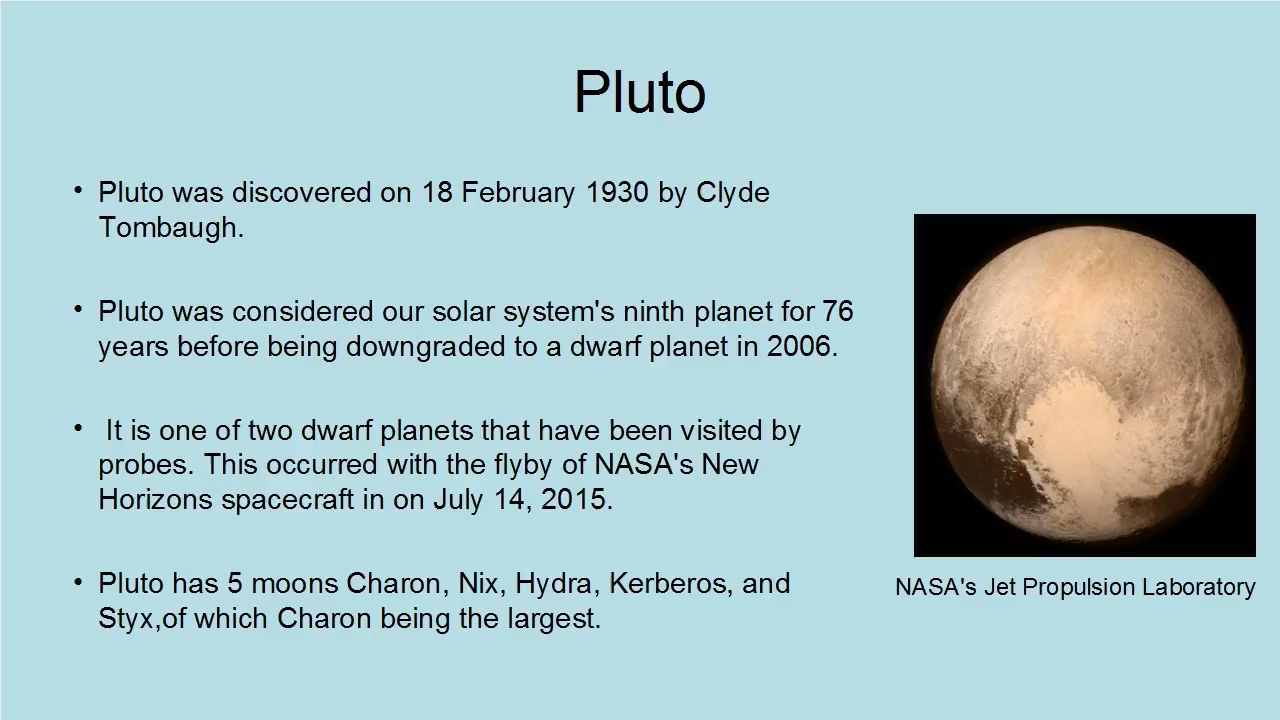 Pluto
• Pluto was discovered on 18 February 1930 by Clyde
Tombaugh.
• Pluto was considered our solar system's ninth planet for 76
years before being downgraded to a dwarf planet in 2006.
• It is one of two dwarf planets that have been visited by
probes. This occurred with the flyby of NASA's New
Horizons spacecraft in on July 14, 2015.
• Pluto has 5 moons Charon, Nix, Hydra, Kerberos, and
Styx,of which Charon being the largest.
NASA's Jet Propulsion Laboratory